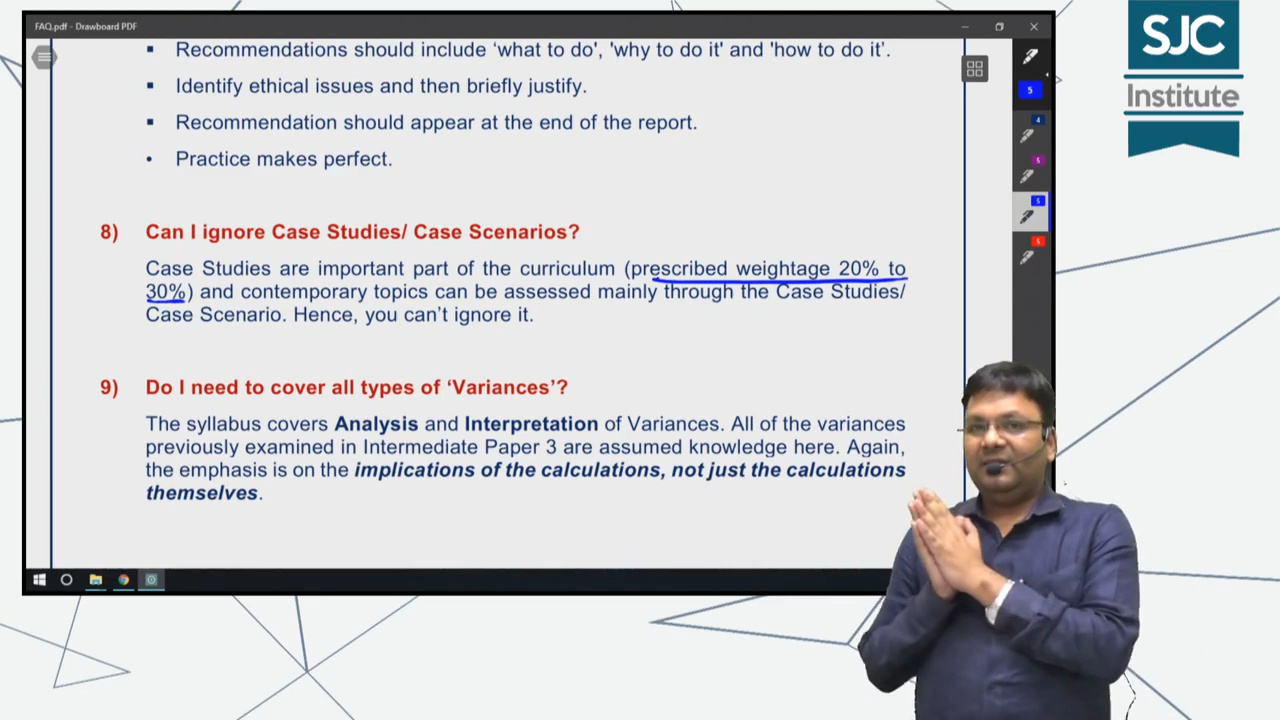 FAQ.pdf - Drawboard PDF
▪ Recommendations should include ‘what to do', 'why to do it' and 'how to do it’.
▪ Identify ethical issues and then briefly justify.
▪ Recommendation should appear at the end of the report.
• Practice makes perfect.
8) Can I ignore Case Studies/ Case Scenarios?
Case Studies are important part of the curriculum (prescribed weightage 20% to
30%) and contemporary topics can be assessed mainly through the Case Studies/
Case Scenario. Hence, you can’t ignore it.
9) Do I need to cover all types of ‘Variances’?
The syllabus covers Analysis and Interpretation of Variances. All of the variances
previously examined in Intermediate Paper 3 are assumed knowledge here. Again,
the emphasis is on the implications of the calculations, not just the calculations
themselves.
5
4
5
5
5
SJC
Institute